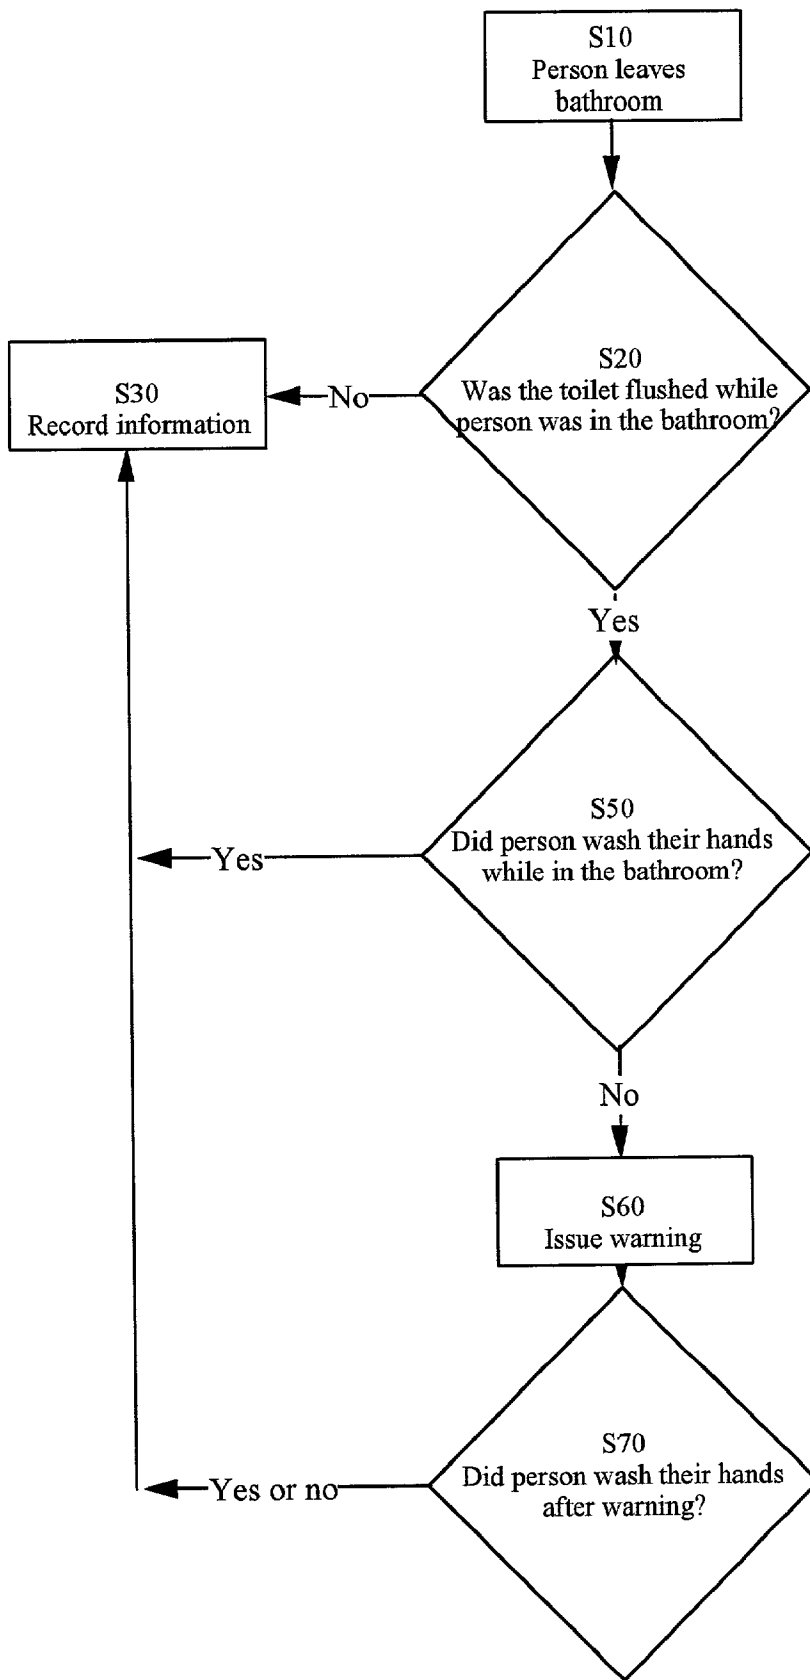 S10
Person leaves
bathroom
S20
Was the toilet flushed while
person was in the bathroom?
No
S30
Record information
Yes
S50
Did person wash their hands
while in the bathroom?
Yes
No
S60
Issue warning
S70
Did person wash their hands
after warning?
Yes or no